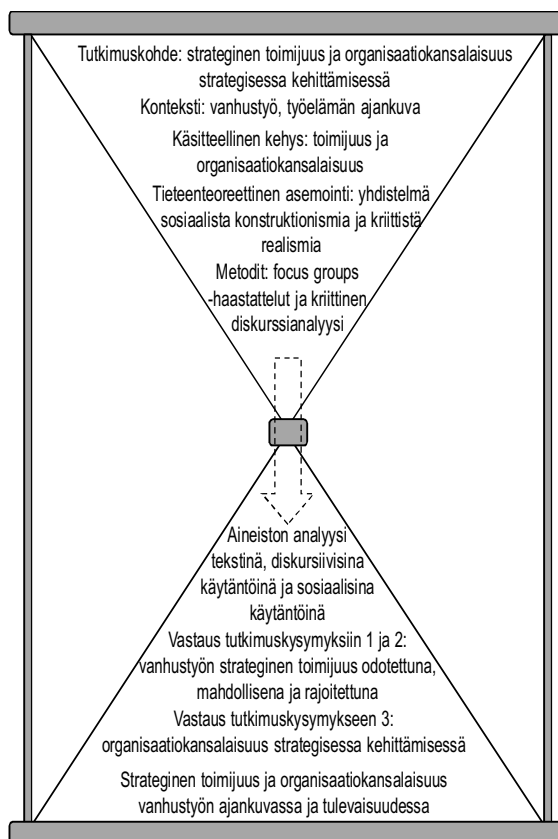 Tutkimuskohde: strateginen toimijuus ja organisaatiokansalaisuus
strategisessa kehittämisessä
Konteksti: vanhustyö, työelämän ajankuva
Käsitteellinen kehys: toimijuus ja
organisaatiokansalaisuus
Tieteenteoreettinen asemointi: yhdistelmä
sosiaalista konstruktionismia ja kriittistä
realismia
Metodit: focus groups
-haastattelut ja kriittinen
diskurssianalyysi
Aineiston analyysi
tekstinä, diskursiivisina
käytäntöinä ja sosiaalisina
käytäntöinä
Vastaus tutkimuskysymyksiin 1 ja 2:
vanhustyön strateginen toimijuus odotettuna,
mahdollisena ja rajoitettuna
Vastaus tutkimuskysymykseen 3:
organisaatiokansalaisuus strategisessa kehittämisessä
Strateginen toimijuus ja organisaatiokansalaisuus
vanhustyön ajankuvassa ja tulevaisuudessa